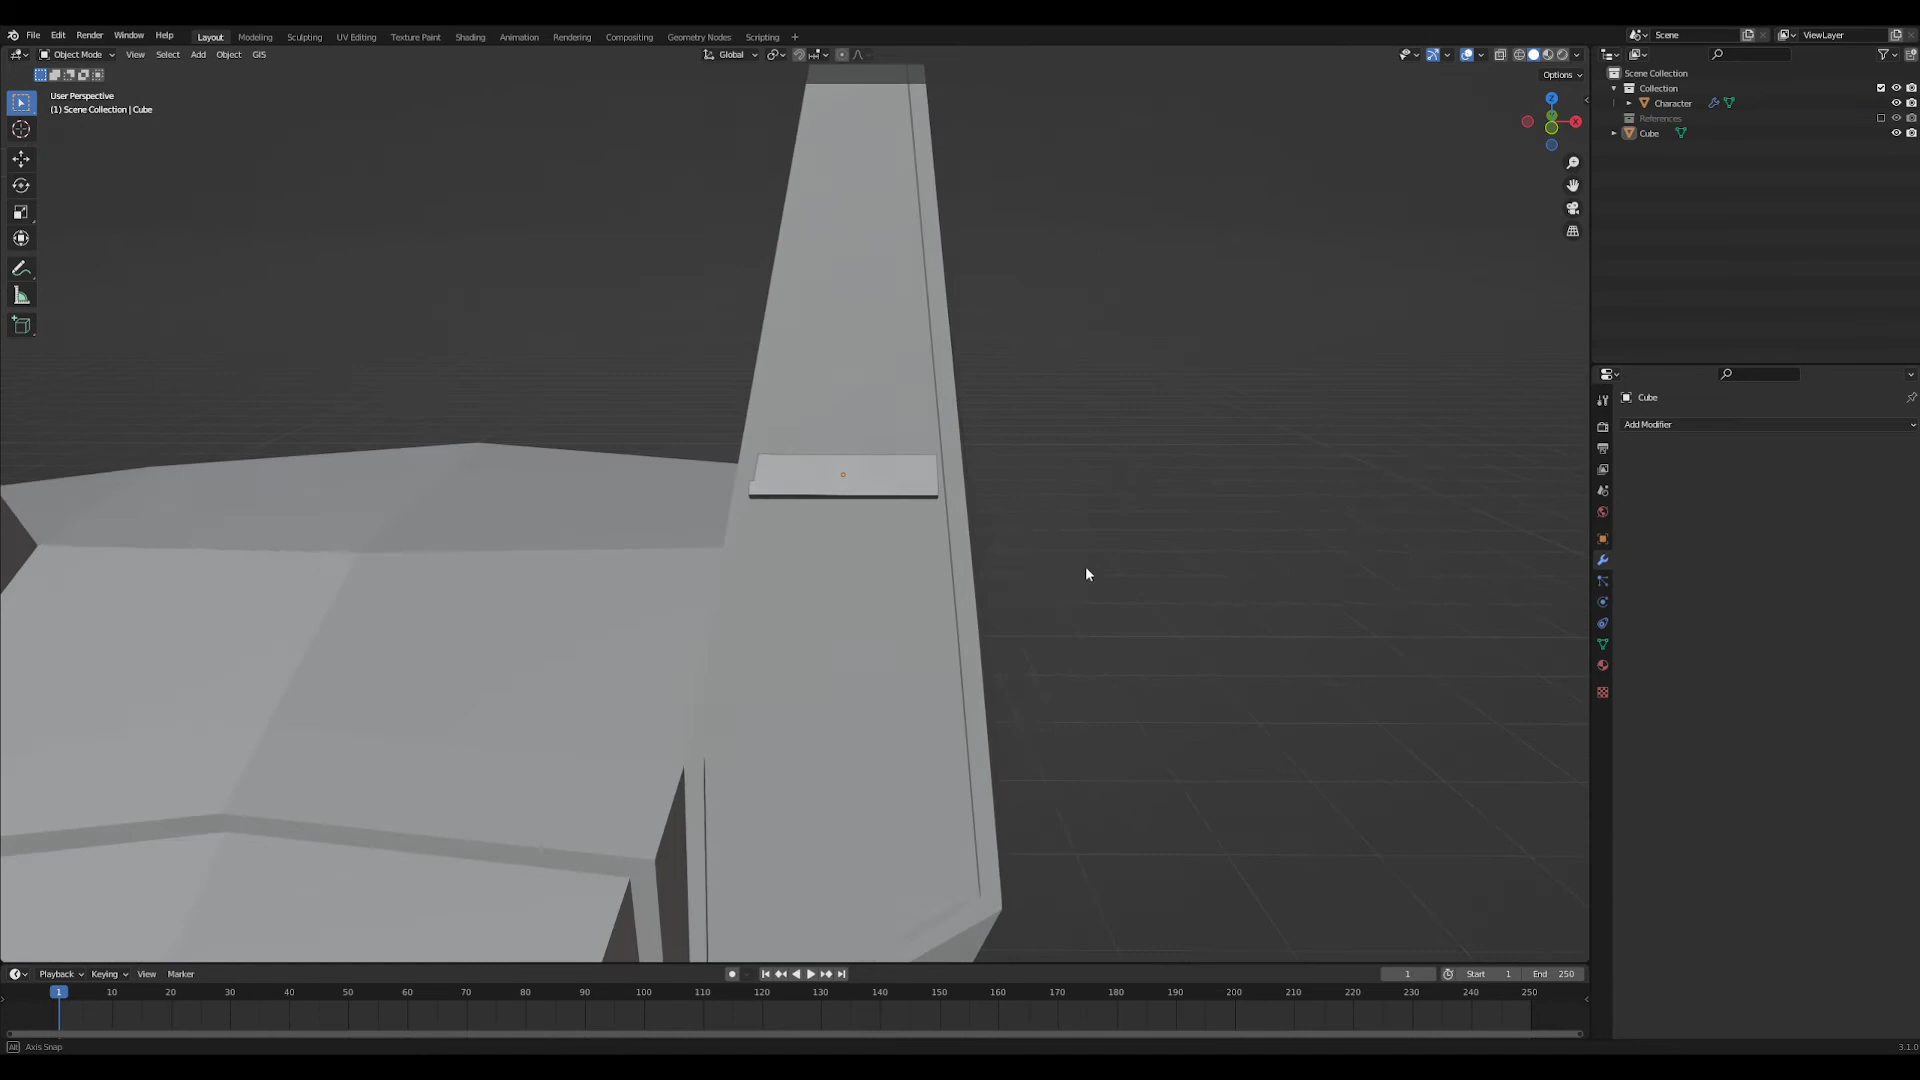 File Edit Render Window Help Layout Modeling Sculpting UV Editing Texture Paint Shading Animation Rendering Compositing Geometry Nodes Scripting + Scene ViewLayer
Object Mode View Select Add Object GIS Global
Options
User Perspective
(1) Scene Collection | Cube
Z
X
Scene Collection
Collection
Character
References
Cube
Cube
Add Modifier
Playback Keying View Marker 1 Start 1 End 250
1 10 20 30 40 50 60 70 80 90 100 110 120 130 140 150 160 170 180 190 200 210 220 230 240 250
Alt Axis Snap 3.1.0